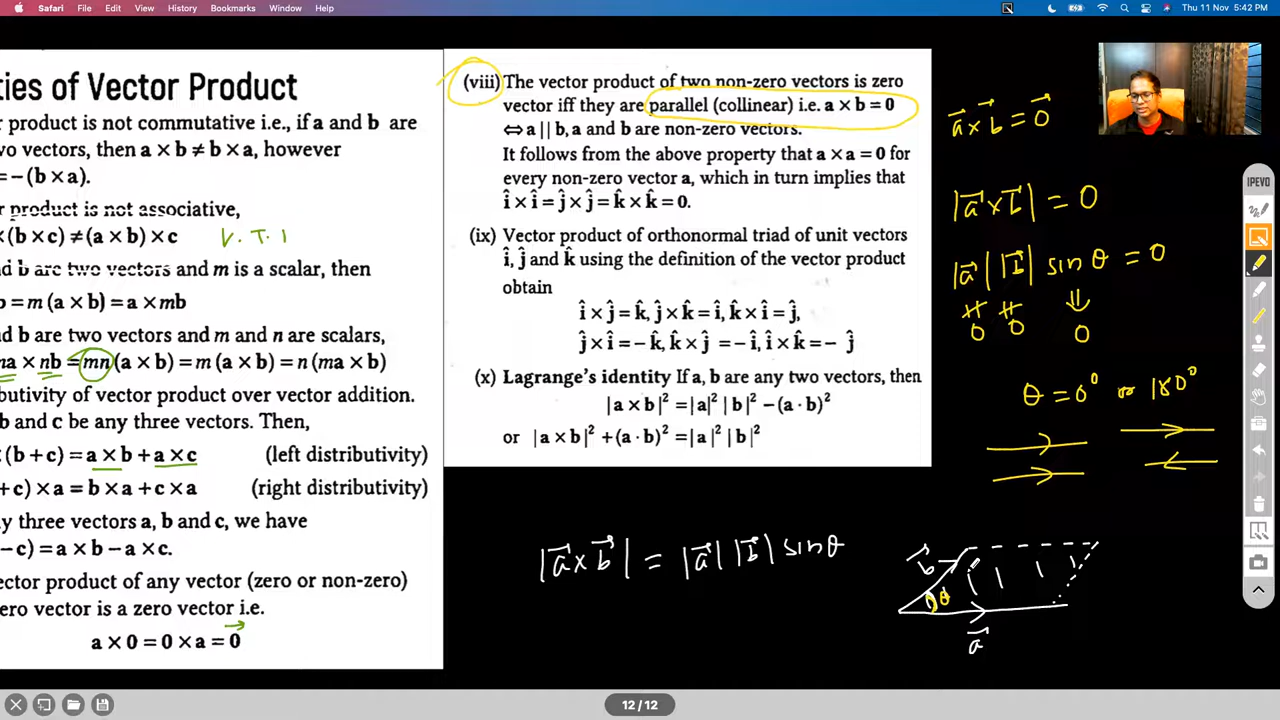 Safari File Edit View History Bookmarks Window Help
Thu 11 Nov 5:42 PM
ties of Vector Product
r product is not commutative i.e., if a and b are
wo vectors, then a × b ≠ b × a, however
= −(b × a).
r product is not associative,
× (b × c) ≠ (a × b) × c V. T. P
nd b are two vectors and m is a scalar, then
b = m (a × b) = a × mb
nd b are two vectors and m and n are scalars,
ma × nb = mn (a × b) = m (a × b) = n (ma × b)
butivity of vector product over vector addition.
b and c be any three vectors. Then,
× (b + c) = a × b + a × c (left distributivity)
+ c) × a = b × a + c × a (right distributivity)
ny three vectors a, b and c, we have
− c) = a × b − a × c.
ector product of any vector (zero or non-zero)
zero vector is a zero vector i.e.
a × 0 = 0 × a = 0
(viii) The vector product of two non-zero vectors is zero
vector iff they are parallel (collinear) i.e. a × b = 0
⇔ a || b, a and b are non-zero vectors.
It follows from the above property that a × a = 0 for
every non-zero vector a, which in turn implies that
î × î = ĵ × ĵ = k̂ × k̂ = 0.
(ix) Vector product of orthonormal triad of unit vectors
î, ĵ and k̂ using the definition of the vector product
obtain
î × ĵ = k̂, ĵ × k̂ = î, k̂ × î = ĵ,
ĵ × î = − k̂, k̂ × ĵ = − î, î × k̂ = − ĵ
(x) Lagrange's identity If a, b are any two vectors, then
|a × b|² = |a|² |b|² − (a · b)²
or |a × b|² + (a · b)² = |a|² |b|²
a⃗ × b⃗ = 0⃗
|a⃗ × b⃗| = 0
|a⃗| |b⃗| sin θ = 0
≠ ≠ ⇓
0 0 0
θ = 0° or 180°
|a⃗ × b⃗| = |a⃗| |b⃗| sin θ
b⃗
θ
a⃗
IPEVO
12 / 12